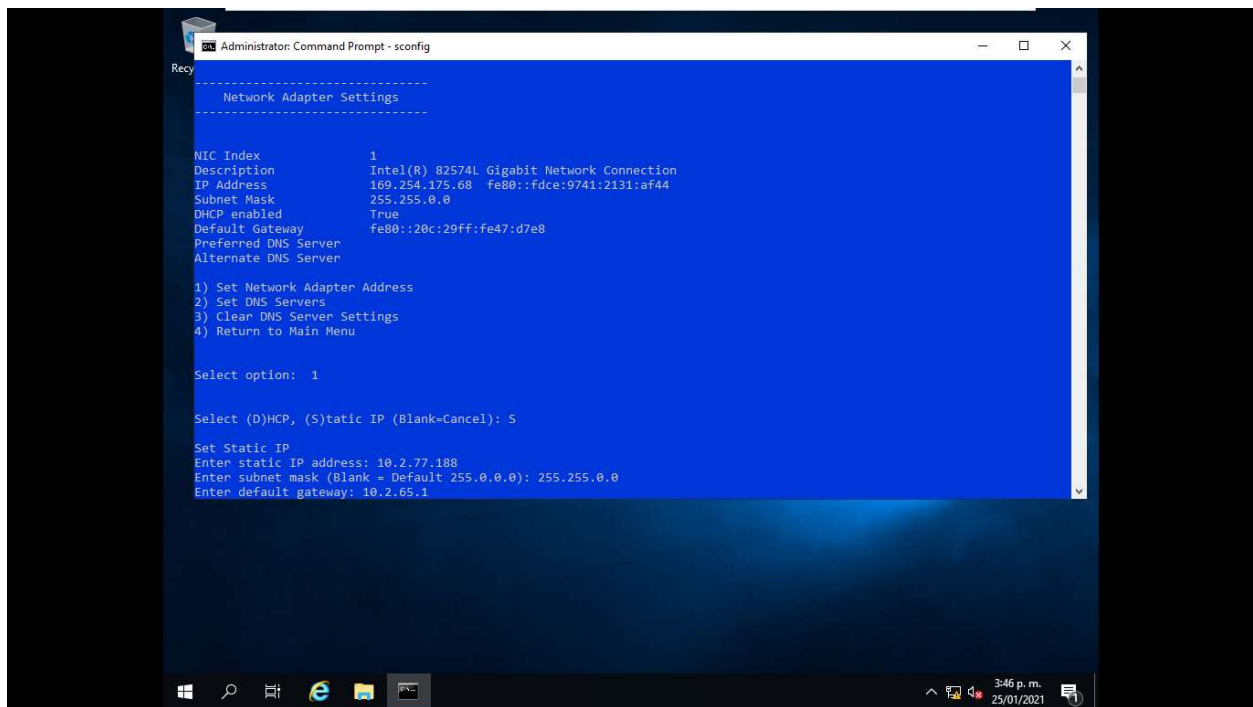 Administrator: Command Prompt - sconfig
Recy
--------------------------------
Network Adapter Settings
--------------------------------
NIC Index 1
Description Intel(R) 82574L Gigabit Network Connection
IP Address 169.254.175.68 fe80::fdce:9741:2131:af44
Subnet Mask 255.255.0.0
DHCP enabled True
Default Gateway fe80::20c:29ff:fe47:d7e8
Preferred DNS Server
Alternate DNS Server
1) Set Network Adapter Address
2) Set DNS Servers
3) Clear DNS Server Settings
4) Return to Main Menu
Select option: 1
Select (D)HCP, (S)tatic IP (Blank=Cancel): S
Set Static IP
Enter static IP address: 10.2.77.188
Enter subnet mask (Blank = Default 255.0.0.0): 255.255.0.0
Enter default gateway: 10.2.65.1
3:46 p. m.
25/01/2021
1